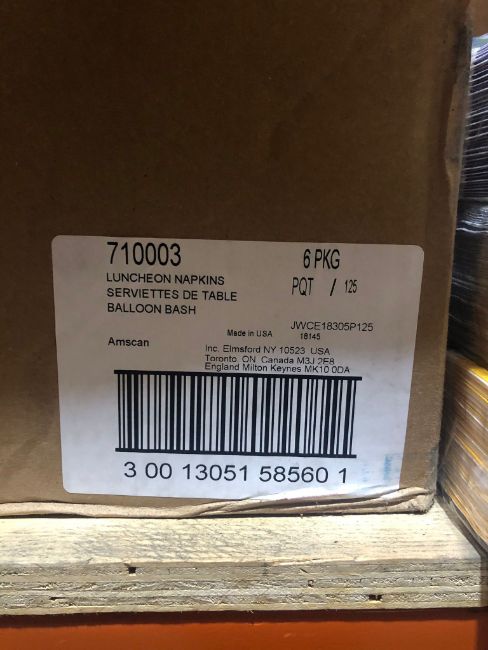 710003
6 PKG
LUNCHEON NAPKINS
PQT / 125
SERVIETTES DE TABLE
BALLOON BASH
JWCE18305P125
Made in USA
18145
Amscan
Inc. Elmsford NY 10523 USA
Toronto ON Canada M3J 2E8
England Milton Keynes MK10 0DA
3 00 13051 58560 1